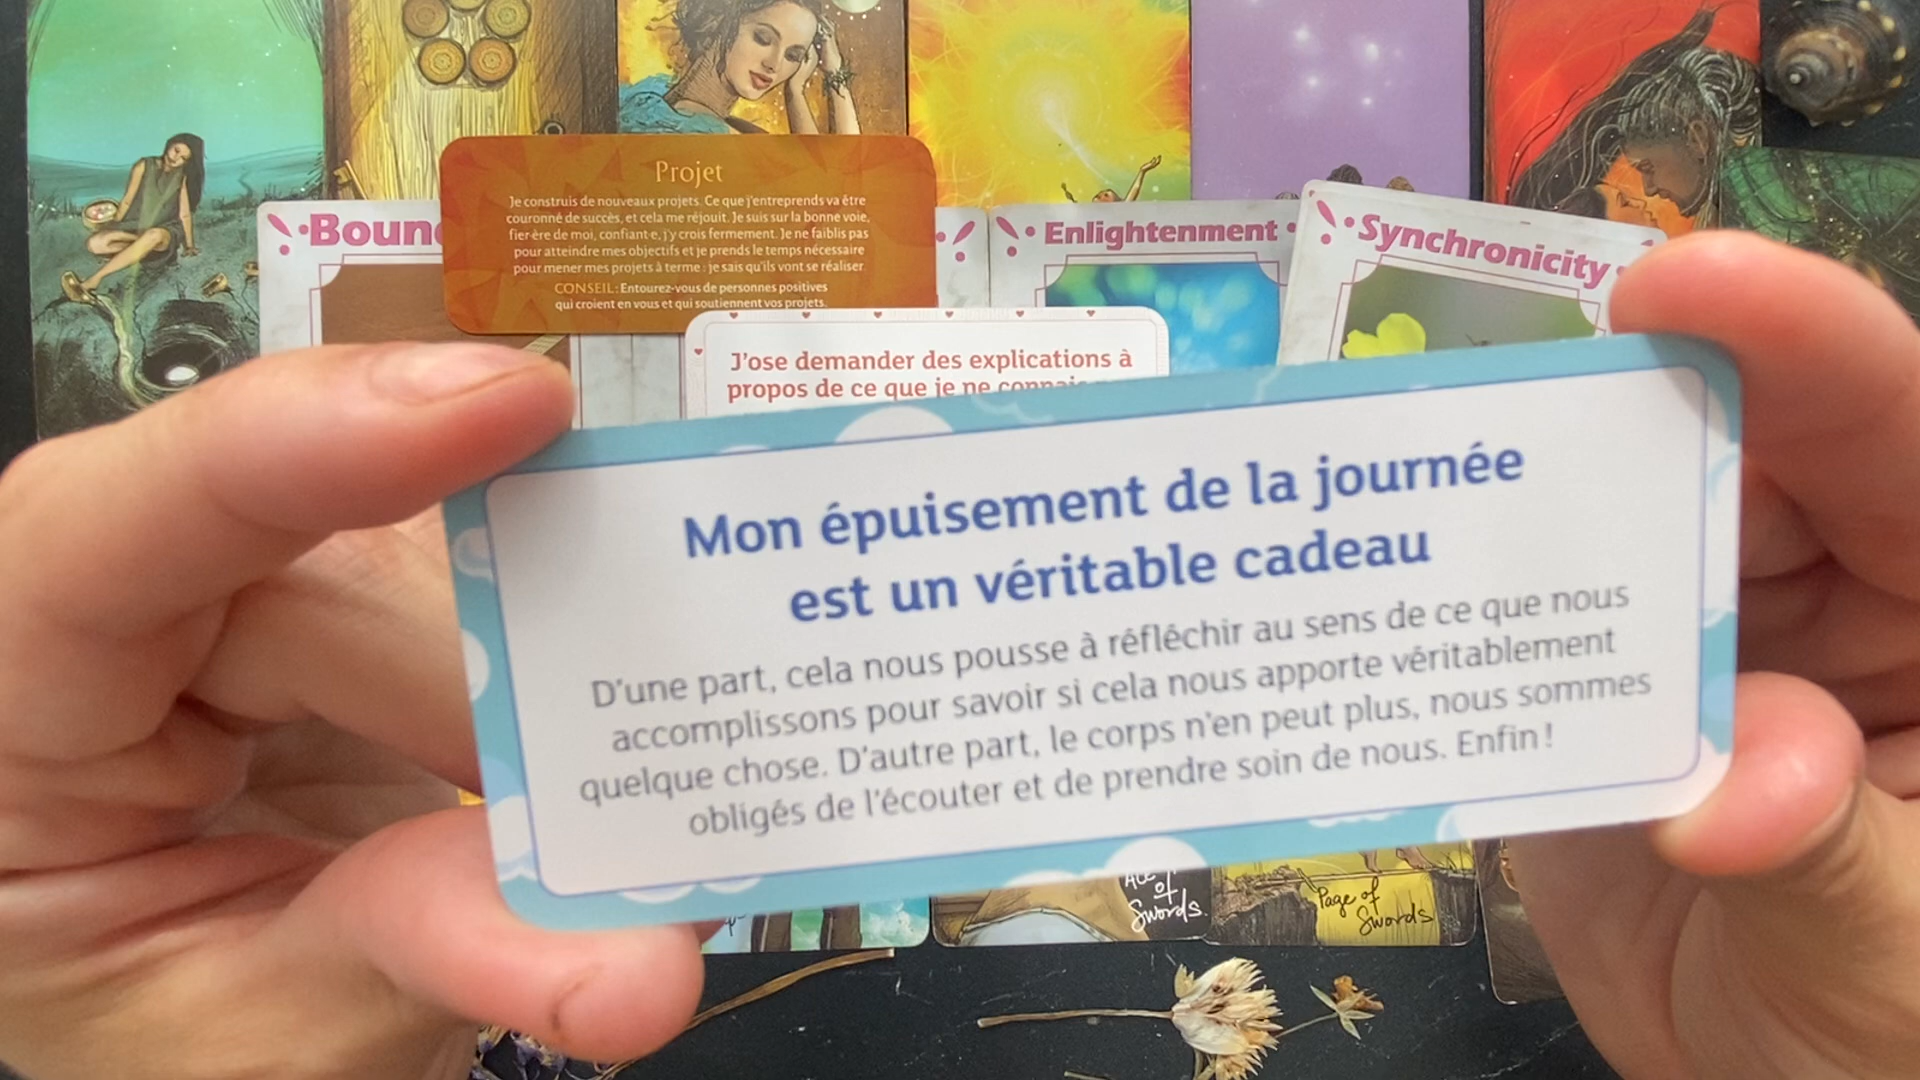 Projet
Je construis de nouveaux projets. Ce que j'entreprends va être
couronné de succès, et cela me réjouit. Je suis sur la bonne voie,
fier·ère de moi, confiant·e, j'y crois fermement. Je ne faiblis pas
pour atteindre mes objectifs et je prends le temps nécessaire
pour mener mes projets à terme : je sais qu'ils vont se réaliser.
CONSEIL : Entourez-vous de personnes positives
qui croient en vous et qui soutiennent vos projets.
Enlightenment
Synchronicity
J'ose demander des explications à
propos de ce que je ne
Mon épuisement de la journée
est un véritable cadeau
D'une part, cela nous pousse à réfléchir au sens de ce que nous
accomplissons pour savoir si cela nous apporte véritablement
quelque chose. D'autre part, le corps n'en peut plus, nous sommes
obligés de l'écouter et de prendre soin de nous. Enfin !
Ace
of
Swords.
Page of
Swords